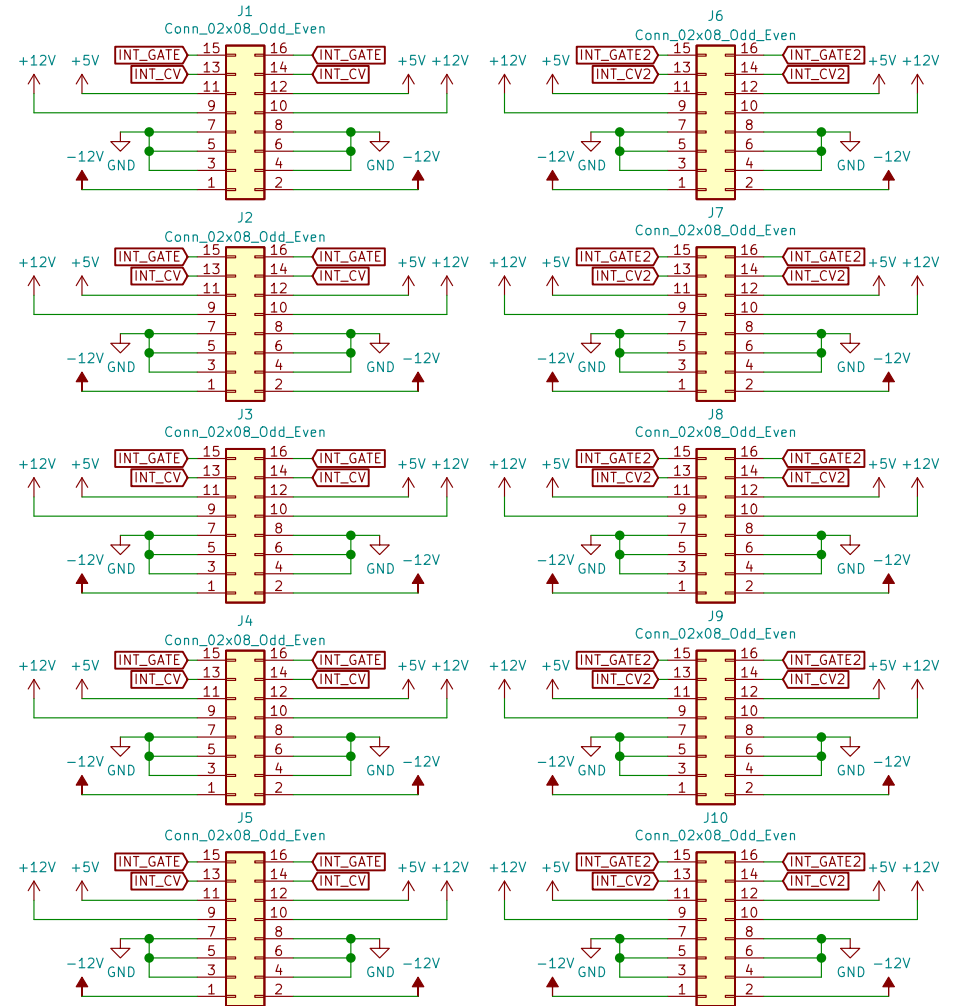 J1
Conn_02x08_Odd_Even
+12V +5V INT_GATE 15 16 INT_GATE +5V +12V
INT_CV 13 14 INT_CV
11 12
9 10
7 8
GND 5 6 GND
-12V 3 4 -12V
1 2
J6
Conn_02x08_Odd_Even
+12V +5V INT_GATE2 15 16 INT_GATE2 +5V +12V
INT_CV2 13 14 INT_CV2
11 12
9 10
7 8
GND 5 6 GND
-12V 3 4 -12V
1 2
J2
Conn_02x08_Odd_Even
+12V +5V INT_GATE 15 16 INT_GATE +5V +12V
INT_CV 13 14 INT_CV
11 12
9 10
7 8
GND 5 6 GND
-12V 3 4 -12V
1 2
J7
Conn_02x08_Odd_Even
+12V +5V INT_GATE2 15 16 INT_GATE2 +5V +12V
INT_CV2 13 14 INT_CV2
11 12
9 10
7 8
GND 5 6 GND
-12V 3 4 -12V
1 2
J3
Conn_02x08_Odd_Even
+12V +5V INT_GATE 15 16 INT_GATE +5V +12V
INT_CV 13 14 INT_CV
11 12
9 10
7 8
GND 5 6 GND
-12V 3 4 -12V
1 2
J8
Conn_02x08_Odd_Even
+12V +5V INT_GATE2 15 16 INT_GATE2 +5V +12V
INT_CV2 13 14 INT_CV2
11 12
9 10
7 8
GND 5 6 GND
-12V 3 4 -12V
1 2
J4
Conn_02x08_Odd_Even
+12V +5V INT_GATE 15 16 INT_GATE +5V +12V
INT_CV 13 14 INT_CV
11 12
9 10
7 8
GND 5 6 GND
-12V 3 4 -12V
1 2
J9
Conn_02x08_Odd_Even
+12V +5V INT_GATE2 15 16 INT_GATE2 +5V +12V
INT_CV2 13 14 INT_CV2
11 12
9 10
7 8
GND 5 6 GND
-12V 3 4 -12V
1 2
J5
Conn_02x08_Odd_Even
+12V +5V INT_GATE 15 16 INT_GATE +5V +12V
INT_CV 13 14 INT_CV
11 12
9 10
7 8
GND 5 6 GND
-12V 3 4 -12V
1 2
J10
Conn_02x08_Odd_Even
+12V +5V INT_GATE2 15 16 INT_GATE2 +5V +12V
INT_CV2 13 14 INT_CV2
11 12
9 10
7 8
GND 5 6 GND
-12V 3 4 -12V
1 2